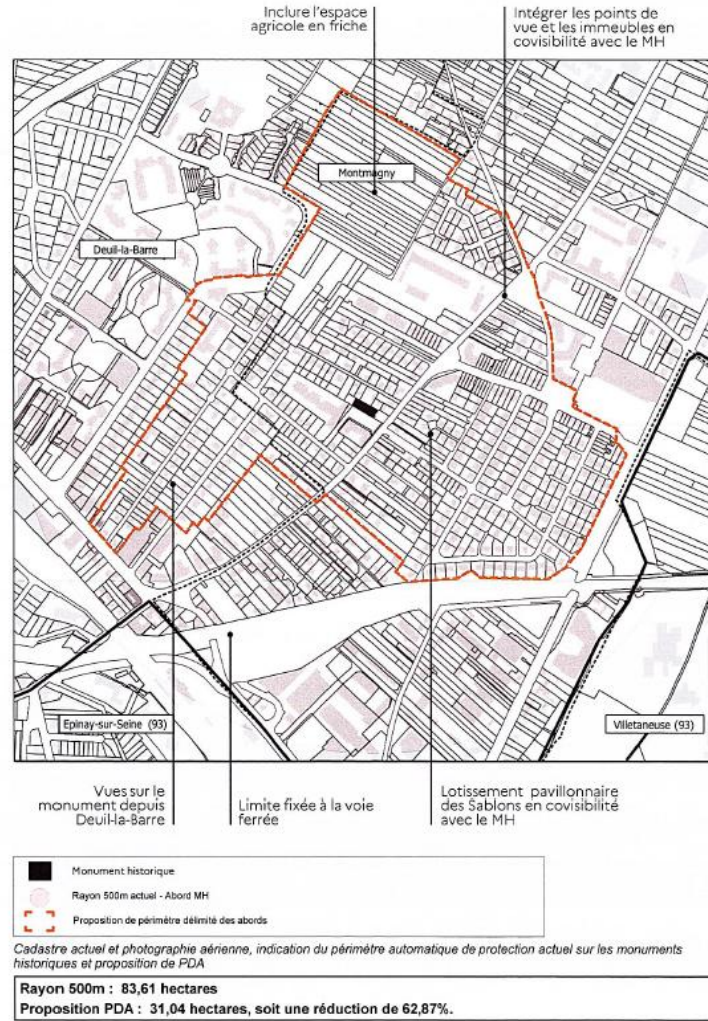 Inclure l'espace
agricole en friche
Intégrer les points de
vue et les immeubles en
covisibilité avec le MH
Montmagny
Deuil-la-Barre
Epinay-sur-Seine (93)
Villetaneuse (93)
Vues sur le
monument depuis
Deuil-la-Barre
Limite fixée à la voie
ferrée
Lotissement pavillonnaire
des Sablons en covisibilité
avec le MH
Monument historique
Rayon 500m actuel - Abord MH
Proposition de périmètre délimité des abords
Cadastre actuel et photographie aérienne, indication du périmètre automatique de protection actuel sur les monuments
historiques et proposition de PDA
Rayon 500m : 83,61 hectares
Proposition PDA : 31,04 hectares, soit une réduction de 62,87%.